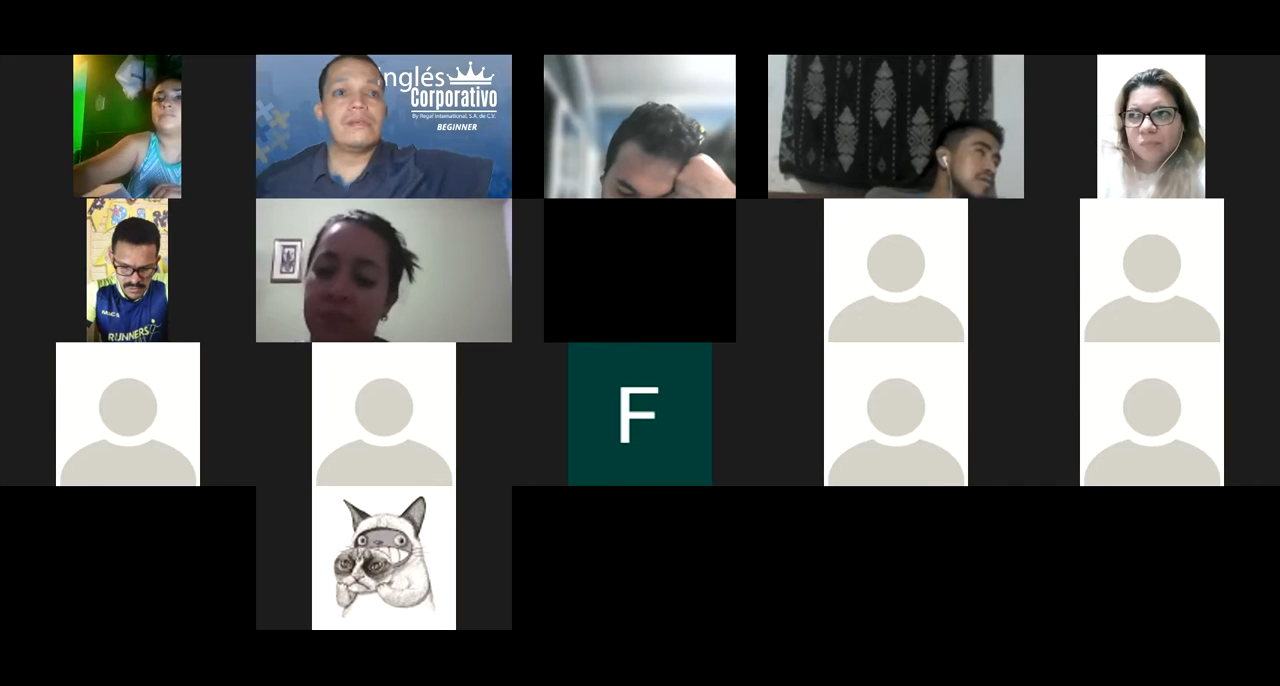 Inglés
Corporativo
By Regal International, S.A. de C.V.
BEGINNER
RUNNERS
F